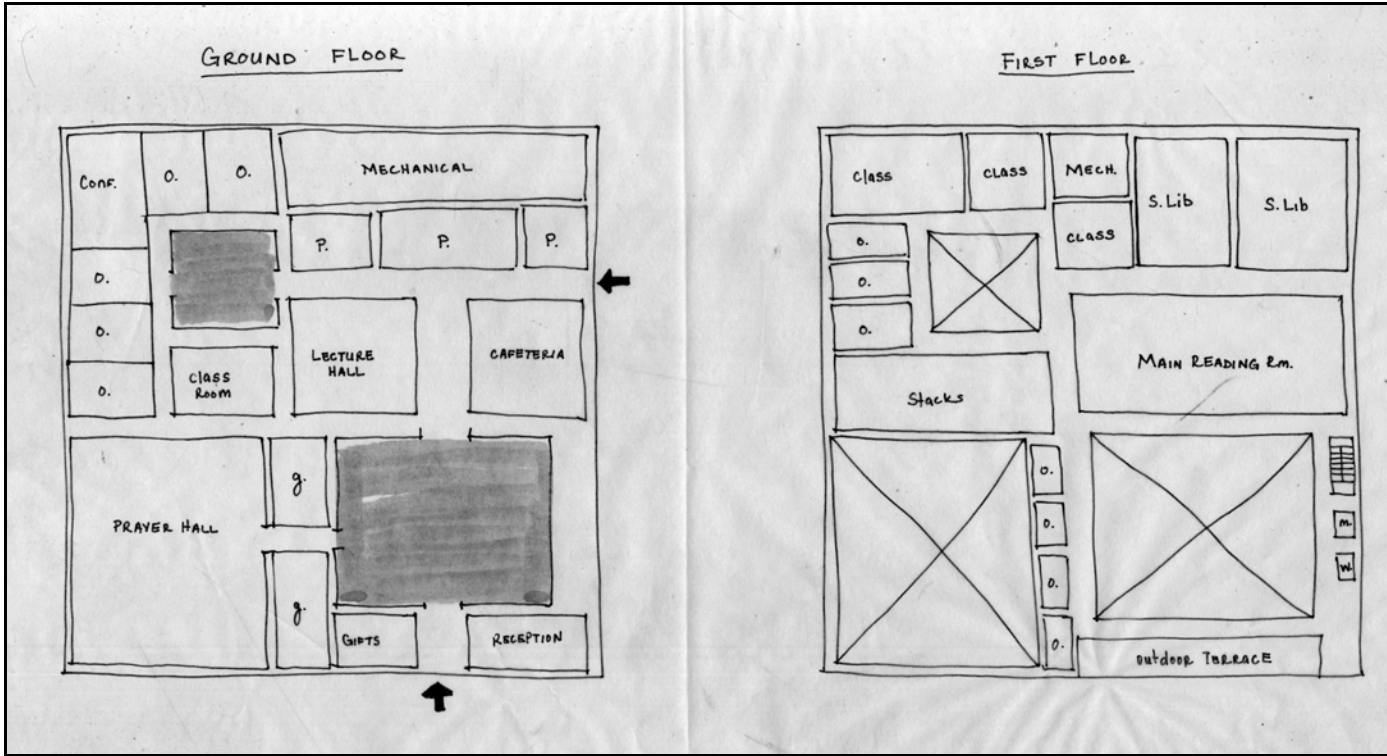 GROUND FLOOR
CONF.
O.
O.
MECHANICAL
P.
P.
P.
O.
O.
O.
CLASS
ROOM
LECTURE
HALL
CAFETERIA
PRAYER HALL
g.
g.
GIFTS
RECEPTION
FIRST FLOOR
Class
CLASS
MECH.
S.Lib
S.Lib
CLASS
O.
O.
O.
MAIN READING Rm.
Stacks
O.
O.
O.
O.
M.
W.
Outdoor TERRACE